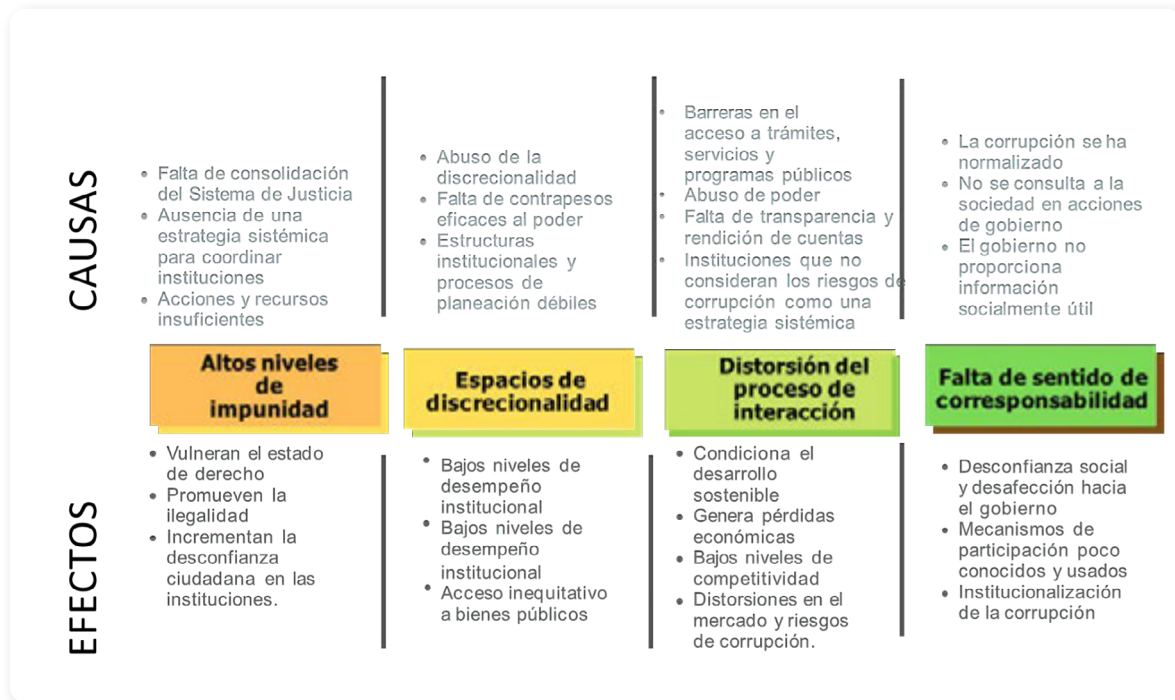 CAUSAS
• Falta de consolidación
del Sistema de Justicia
• Ausencia de una
estrategia sistémica
para coordinar
instituciones
• Acciones y recursos
insuficientes
• Abuso de la
discrecionalidad
• Falta de contrapesos
eficaces al poder
• Estructuras
institucionales y
procesos de
planeación débiles
• Barreras en el
acceso a trámites,
servicios y
programas públicos
• Abuso de poder
• Falta de transparencia y
rendición de cuentas
• Instituciones que no
consideran los riesgos de
corrupción como una
estrategia sistémica
• La corrupción se ha
normalizado
• No se consulta a la
sociedad en acciones
de gobierno
• El gobierno no
proporciona
información
socialmente útil
Altos niveles
de
impunidad
Espacios de
discrecionalidad
Distorsión del
proceso de
interacción
Falta de sentido de
corresponsabilidad
EFECTOS
• Vulneran el estado
de derecho
• Promueven la
ilegalidad
• Incrementan la
desconfianza
ciudadana en las
instituciones.
• Bajos niveles de
desempeño
institucional
• Bajos niveles de
desempeño
institucional
• Acceso inequitativo
a bienes públicos
• Condiciona el
desarrollo
sostenible
• Genera pérdidas
económicas
• Bajos niveles de
competitividad
• Distorsiones en el
mercado y riesgos
de corrupción.
• Desconfianza social
y desafección hacia
el gobierno
• Mecanismos de
participación poco
conocidos y usados
• Institucionalización
de la corrupción